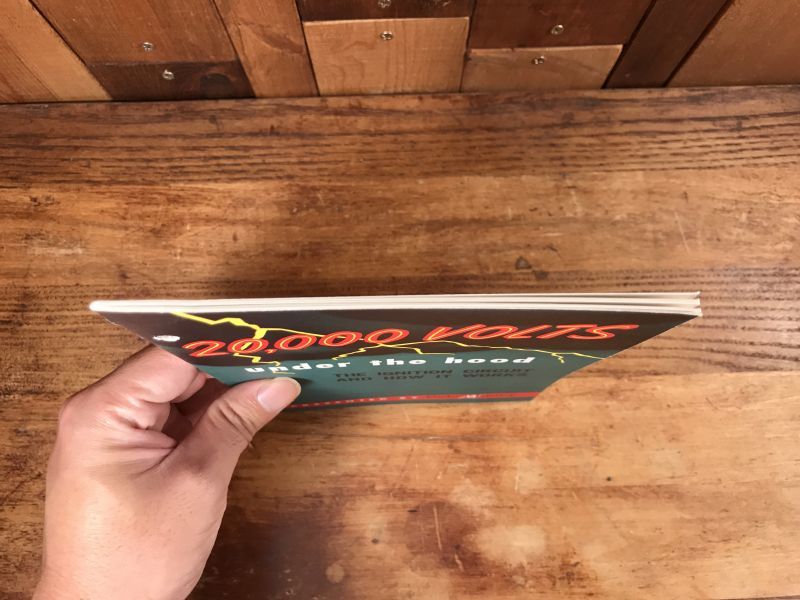 20,000 VOLTS
under the hood
THE IGNITION CIRCUIT
AND HOW IT WORKS